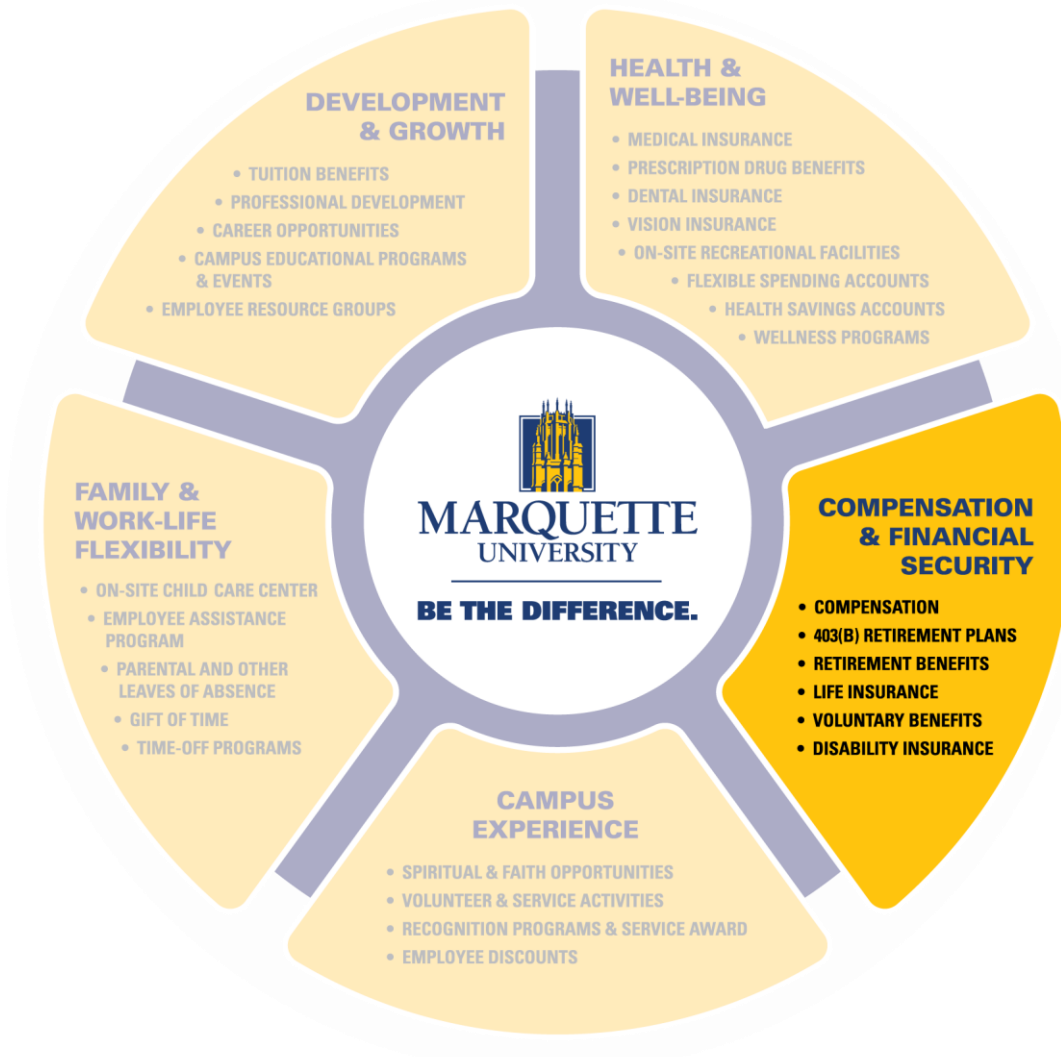 DEVELOPMENT
& GROWTH
• TUITION BENEFITS
• PROFESSIONAL DEVELOPMENT
• CAREER OPPORTUNITIES
• CAMPUS EDUCATIONAL PROGRAMS
& EVENTS
• EMPLOYEE RESOURCE GROUPS
HEALTH &
WELL-BEING
• MEDICAL INSURANCE
• PRESCRIPTION DRUG BENEFITS
• DENTAL INSURANCE
• VISION INSURANCE
• ON-SITE RECREATIONAL FACILITIES
• FLEXIBLE SPENDING ACCOUNTS
• HEALTH SAVINGS ACCOUNTS
• WELLNESS PROGRAMS
FAMILY &
WORK-LIFE
FLEXIBILITY
• ON-SITE CHILD CARE CENTER
• EMPLOYEE ASSISTANCE
PROGRAM
• PARENTAL AND OTHER
LEAVES OF ABSENCE
• GIFT OF TIME
• TIME-OFF PROGRAMS
MARQUETTE
UNIVERSITY
BE THE DIFFERENCE.
COMPENSATION
& FINANCIAL
SECURITY
• COMPENSATION
• 403(B) RETIREMENT PLANS
• RETIREMENT BENEFITS
• LIFE INSURANCE
• VOLUNTARY BENEFITS
• DISABILITY INSURANCE
CAMPUS
EXPERIENCE
• SPIRITUAL & FAITH OPPORTUNITIES
• VOLUNTEER & SERVICE ACTIVITIES
• RECOGNITION PROGRAMS & SERVICE AWARD
• EMPLOYEE DISCOUNTS